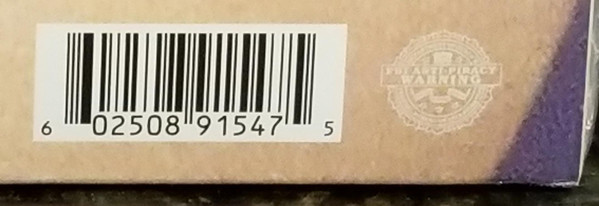 FBI ANTI-PIRACY
WARNING
6 02508 91547 5